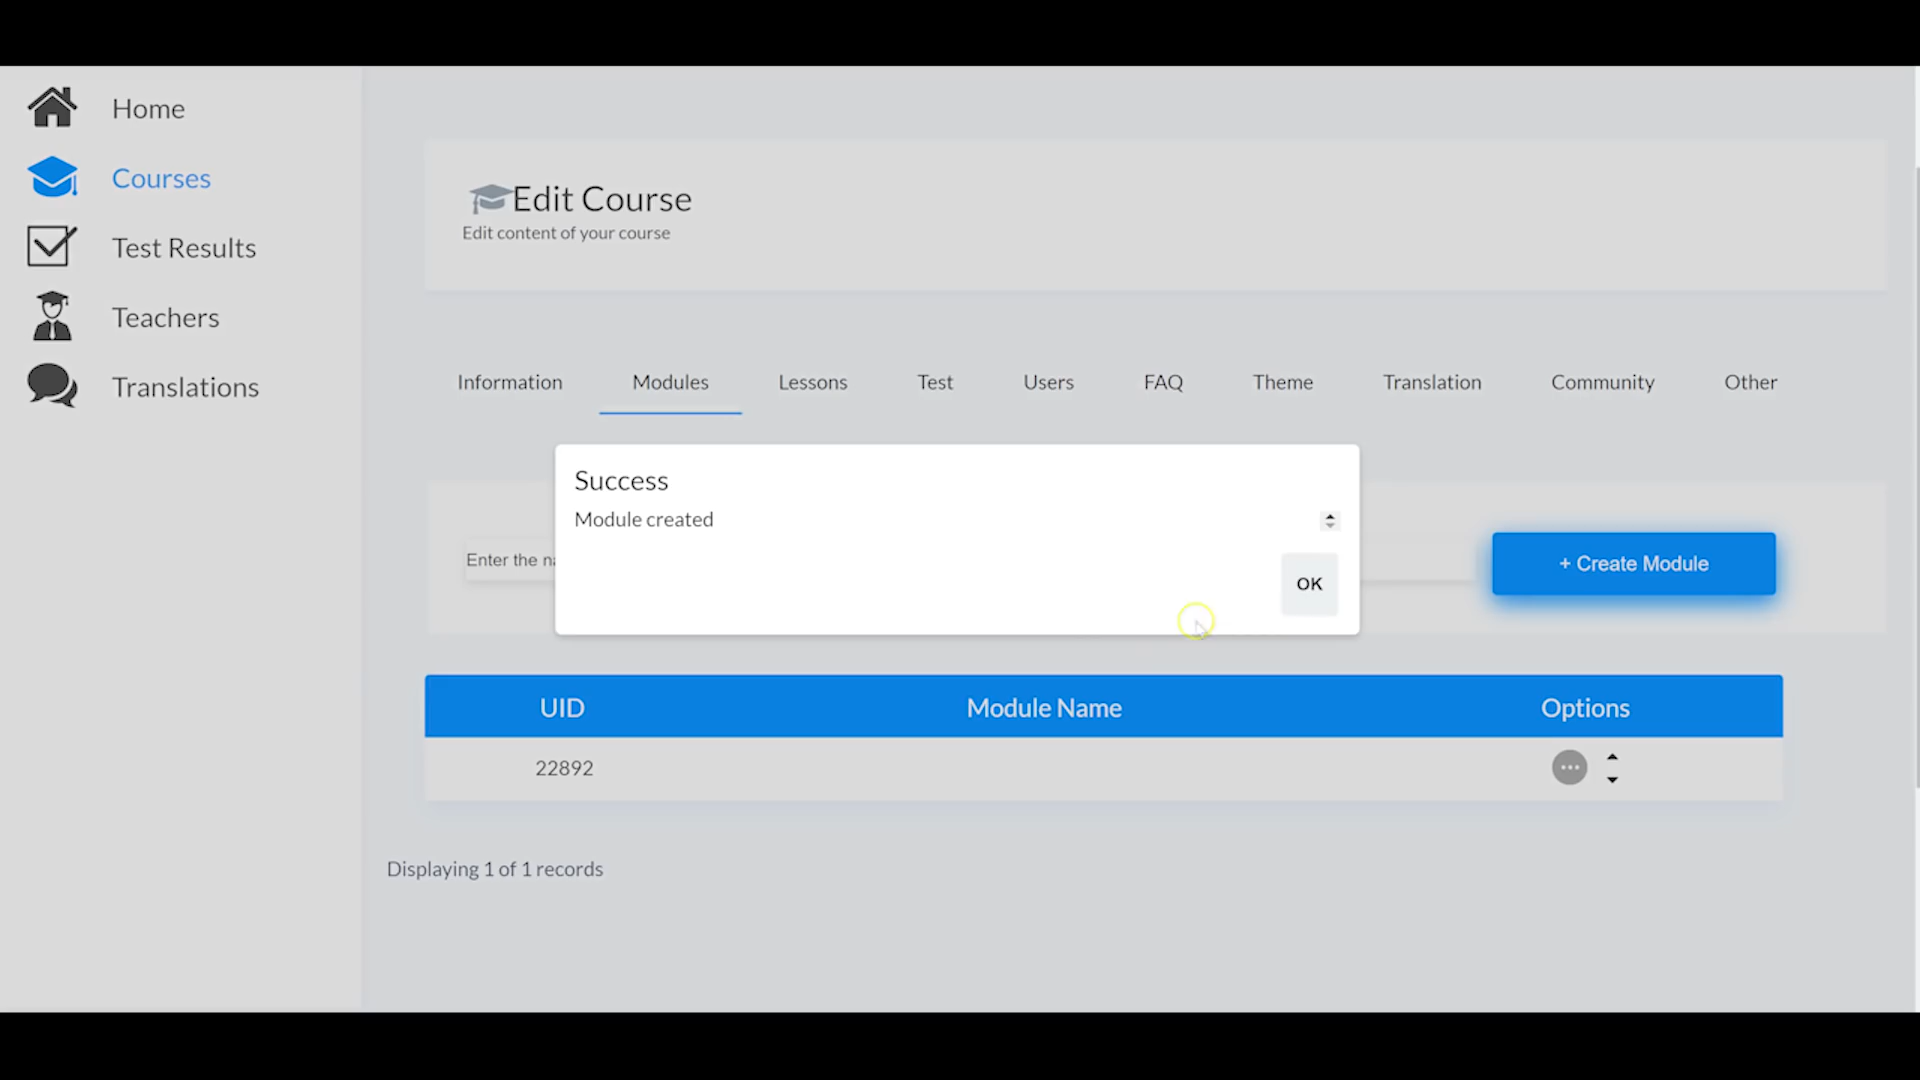 Home
Courses
Test Results
Teachers
Translations
Edit Course
Edit content of your course
Information Modules Lessons Test Users FAQ Theme Translation Community Other
Success
Module created
Enter the
+ Create Module
OK
UID Module Name Options
22892
Displaying 1 of 1 records